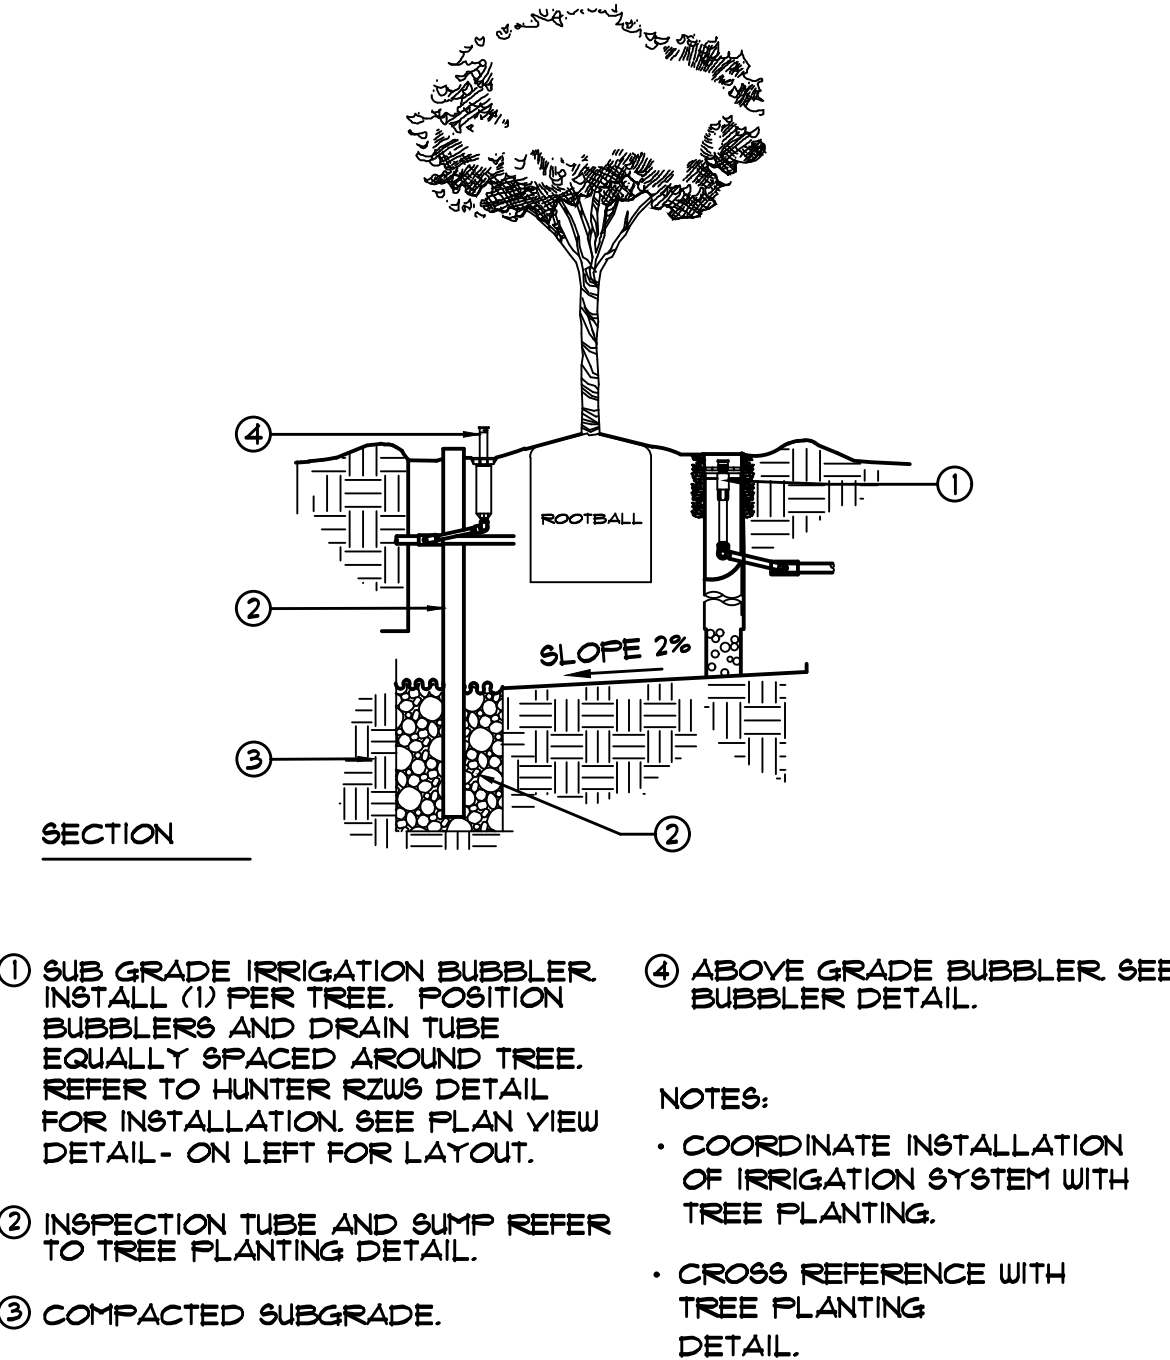 4
1
ROOTBALL
2
SLOPE 2%
3
2
SECTION
1 SUB GRADE IRRIGATION BUBBLER.
INSTALL (1) PER TREE. POSITION
BUBBLERS AND DRAIN TUBE
EQUALLY SPACED AROUND TREE.
REFER TO HUNTER RZWS DETAIL
FOR INSTALLATION. SEE PLAN VIEW
DETAIL- ON LEFT FOR LAYOUT.
2 INSPECTION TUBE AND SUMP REFER
TO TREE PLANTING DETAIL.
3 COMPACTED SUBGRADE.
4 ABOVE GRADE BUBBLER. SEE
BUBBLER DETAIL.
NOTES:
• COORDINATE INSTALLATION
OF IRRIGATION SYSTEM WITH
TREE PLANTING.
• CROSS REFERENCE WITH
TREE PLANTING
DETAIL.